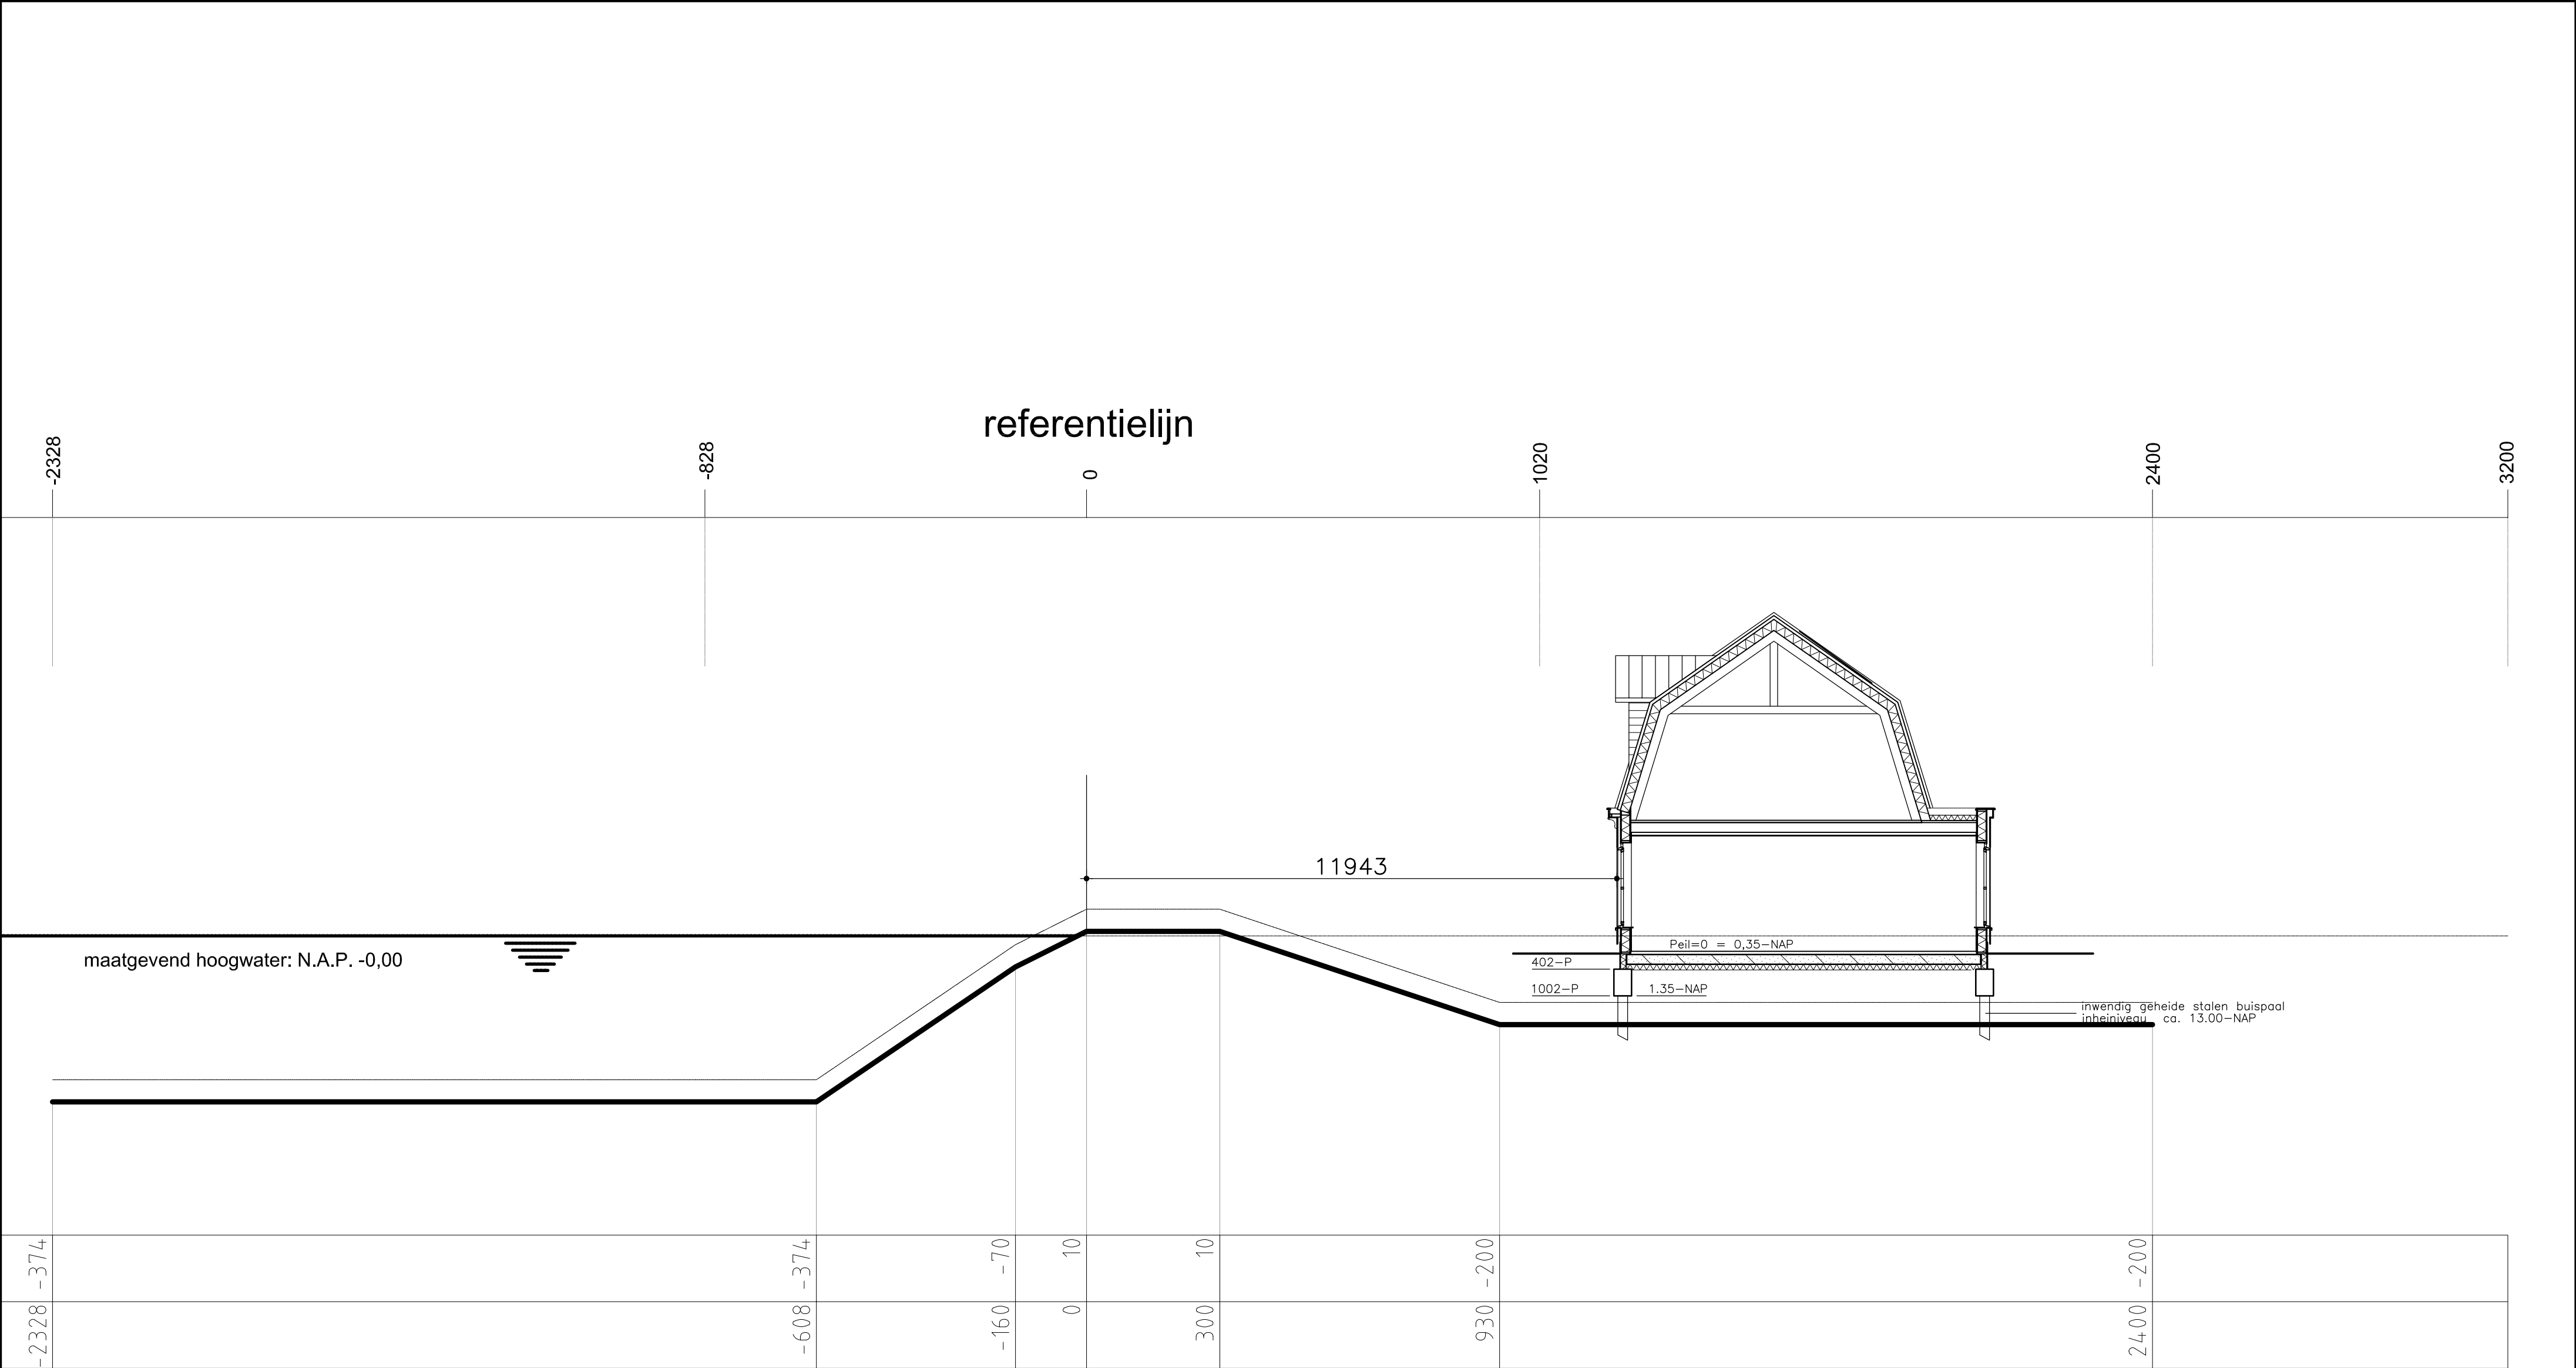 referentielijn
-2328
-828
0
1020
2400
3200
11943
maatgevend hoogwater: N.A.P. -0,00
Peil=0 = 0,35-NAP
402-P
1002-P
1.35-NAP
inwendig geheide stalen buispaal
inheiniveau ca. 13.00-NAP
-374
-374
-70
10
10
-200
-200
-2328
-608
-160
0
300
930
2400